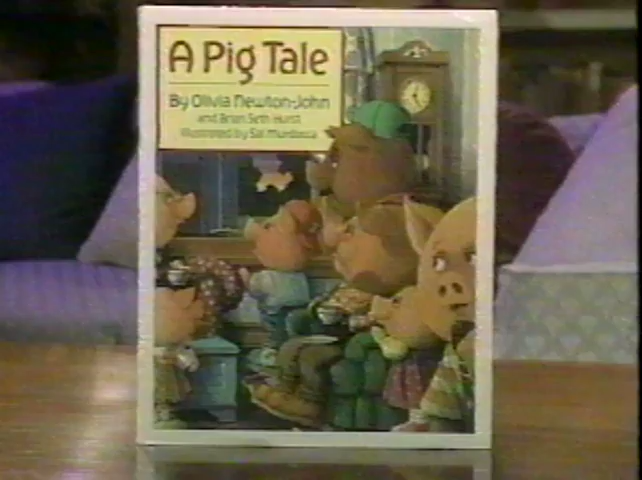 A Pig Tale
By Olivia Newton-John
and Brian Seth Hurst
Illustrated by Sal Murdocca